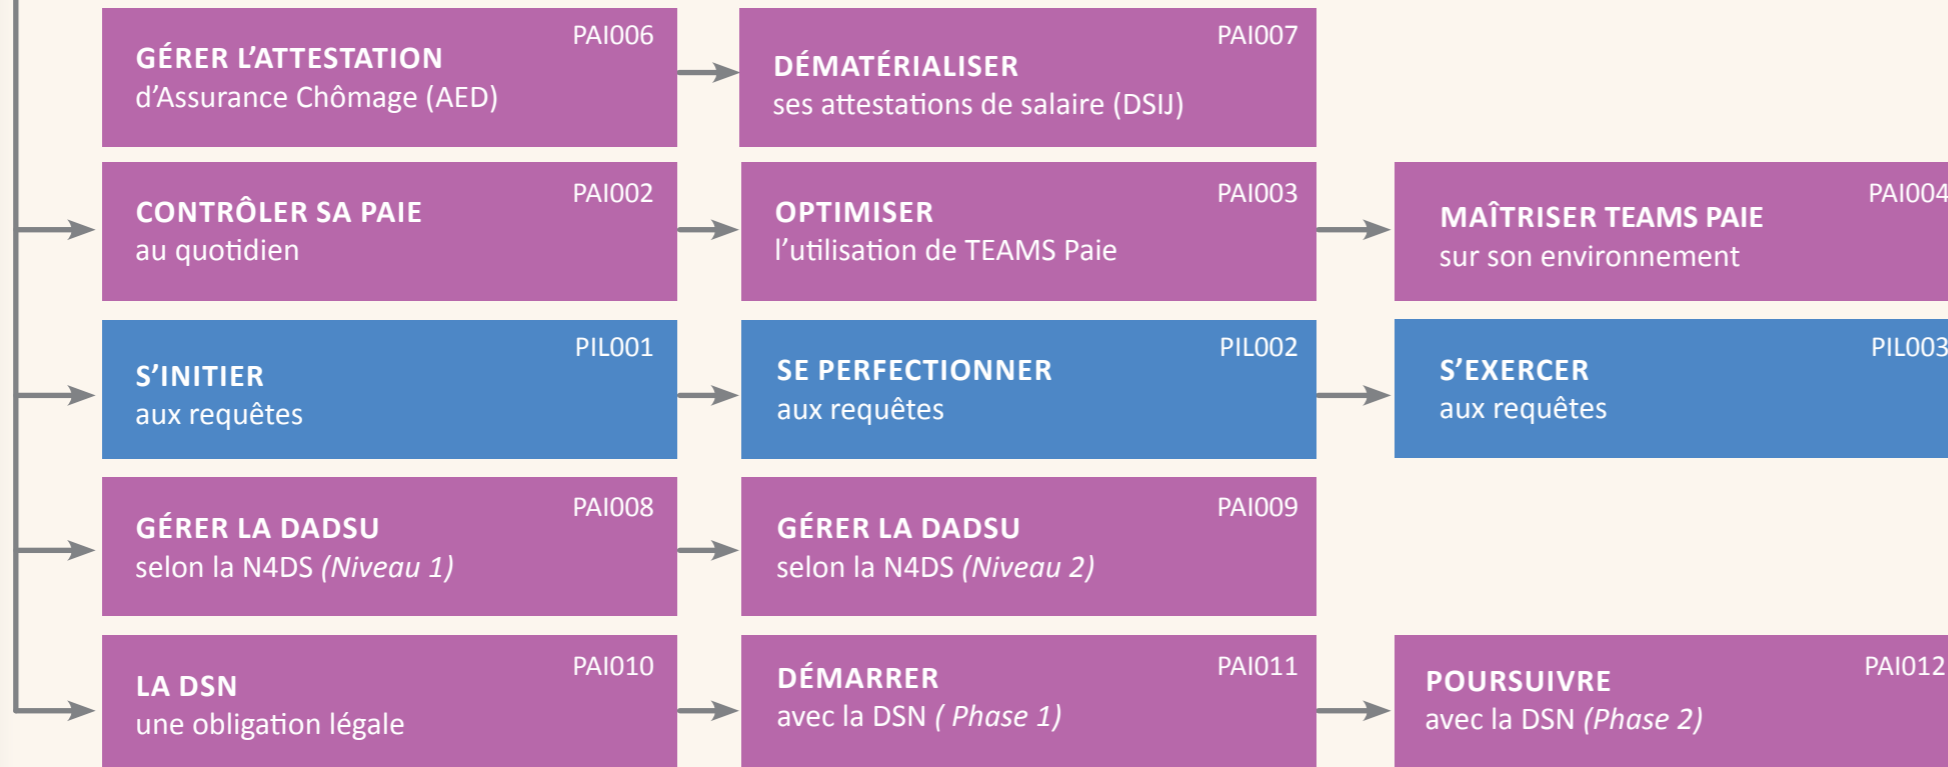 PAI006
GÉRER L’ATTESTATION
d’Assurance Chômage (AED)
PAI007
DÉMATÉRIALISER
ses attestations de salaire (DSIJ)
PAI002
CONTRÔLER SA PAIE
au quotidien
PAI003
OPTIMISER
l’utilisation de TEAMS Paie
PAI004
MAÎTRISER TEAMS PAIE
sur son environnement
PIL001
S’INITIER
aux requêtes
PIL002
SE PERFECTIONNER
aux requêtes
PIL003
S’EXERCER
aux requêtes
PAI008
GÉRER LA DADSU
selon la N4DS (Niveau 1)
PAI009
GÉRER LA DADSU
selon la N4DS (Niveau 2)
PAI010
LA DSN
une obligation légale
PAI011
DÉMARRER
avec la DSN ( Phase 1)
PAI012
POURSUIVRE
avec la DSN (Phase 2)